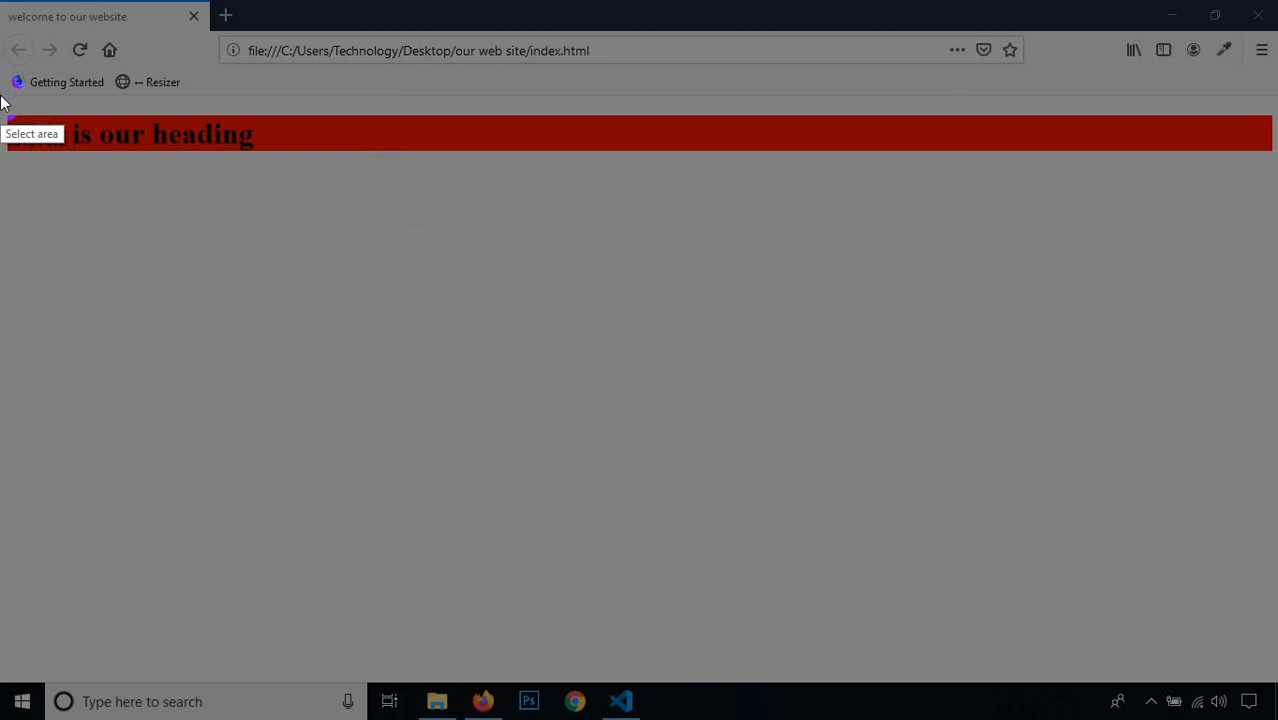 welcome to our website
file:///C:/Users/Technology/Desktop/our web site/index.html
Getting Started
↔ Resizer
Select area
is our heading
Type here to search
Ps